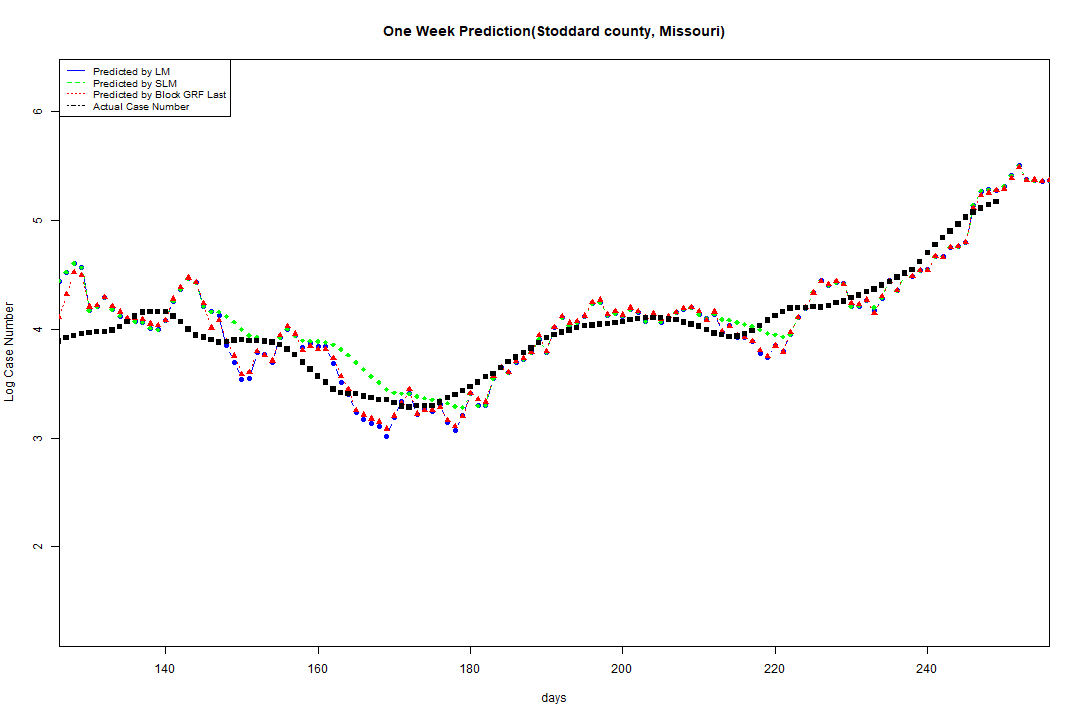 One Week Prediction(Stoddard county, Missouri)
Predicted by LM
Predicted by SLM
Predicted by Block GRF Last
Actual Case Number
6
5
4
3
2
Log Case Number
140 160 180 200 220 240
days